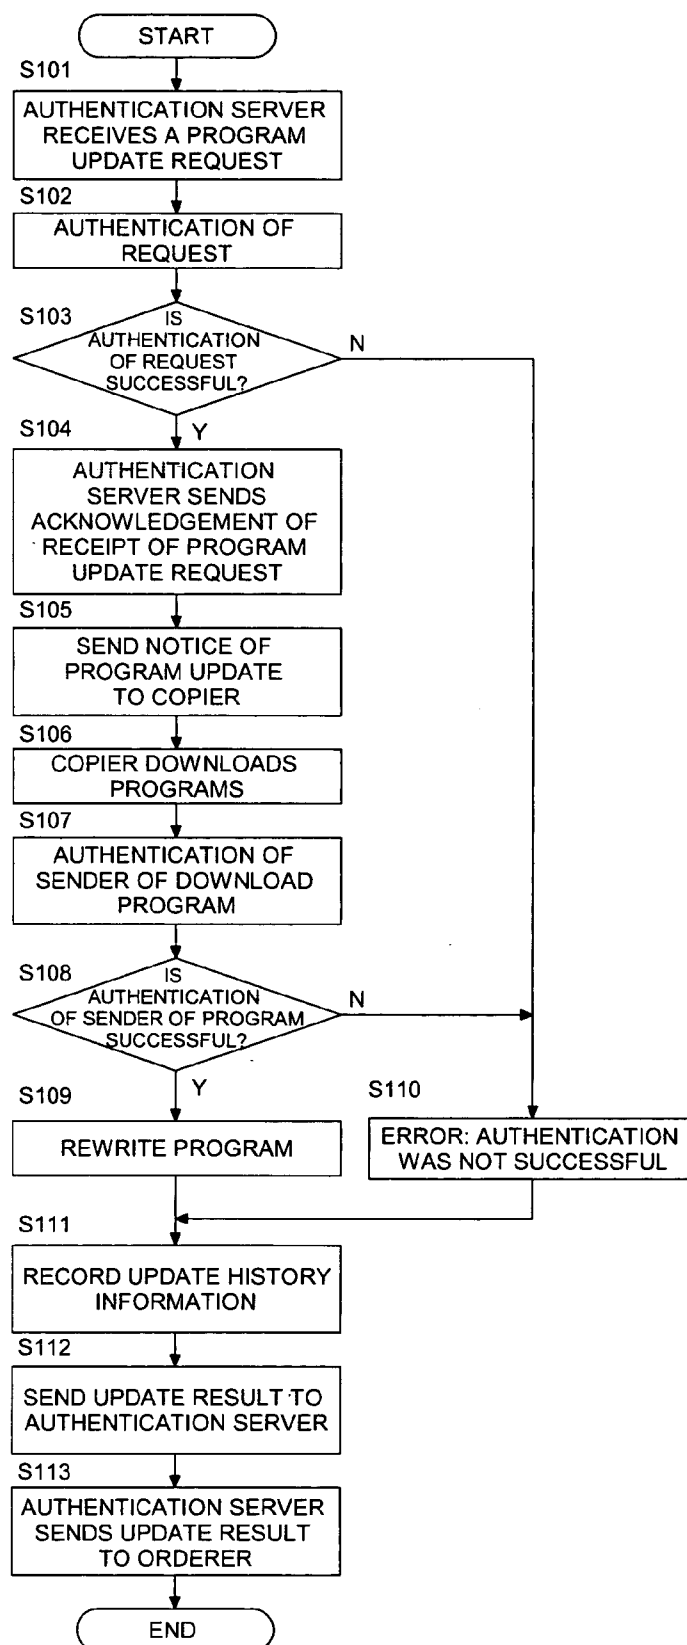 START
S101
AUTHENTICATION SERVER
RECEIVES A PROGRAM
UPDATE REQUEST
S102
AUTHENTICATION OF
REQUEST
S103
IS
AUTHENTICATION
OF REQUEST
SUCCESSFUL?
N
Y
S104
AUTHENTICATION
SERVER SENDS
ACKNOWLEDGEMENT OF
RECEIPT OF PROGRAM
UPDATE REQUEST
S105
SEND NOTICE OF
PROGRAM UPDATE
TO COPIER
S106
COPIER DOWNLOADS
PROGRAMS
S107
AUTHENTICATION OF
SENDER OF DOWNLOAD
PROGRAM
S108
IS
AUTHENTICATION
OF SENDER OF PROGRAM
SUCCESSFUL?
N
Y
S109
REWRITE PROGRAM
S110
ERROR: AUTHENTICATION
WAS NOT SUCCESSFUL
S111
RECORD UPDATE HISTORY
INFORMATION
S112
SEND UPDATE RESULT TO
AUTHENTICATION SERVER
S113
AUTHENTICATION SERVER
SENDS UPDATE RESULT
TO ORDERER
END